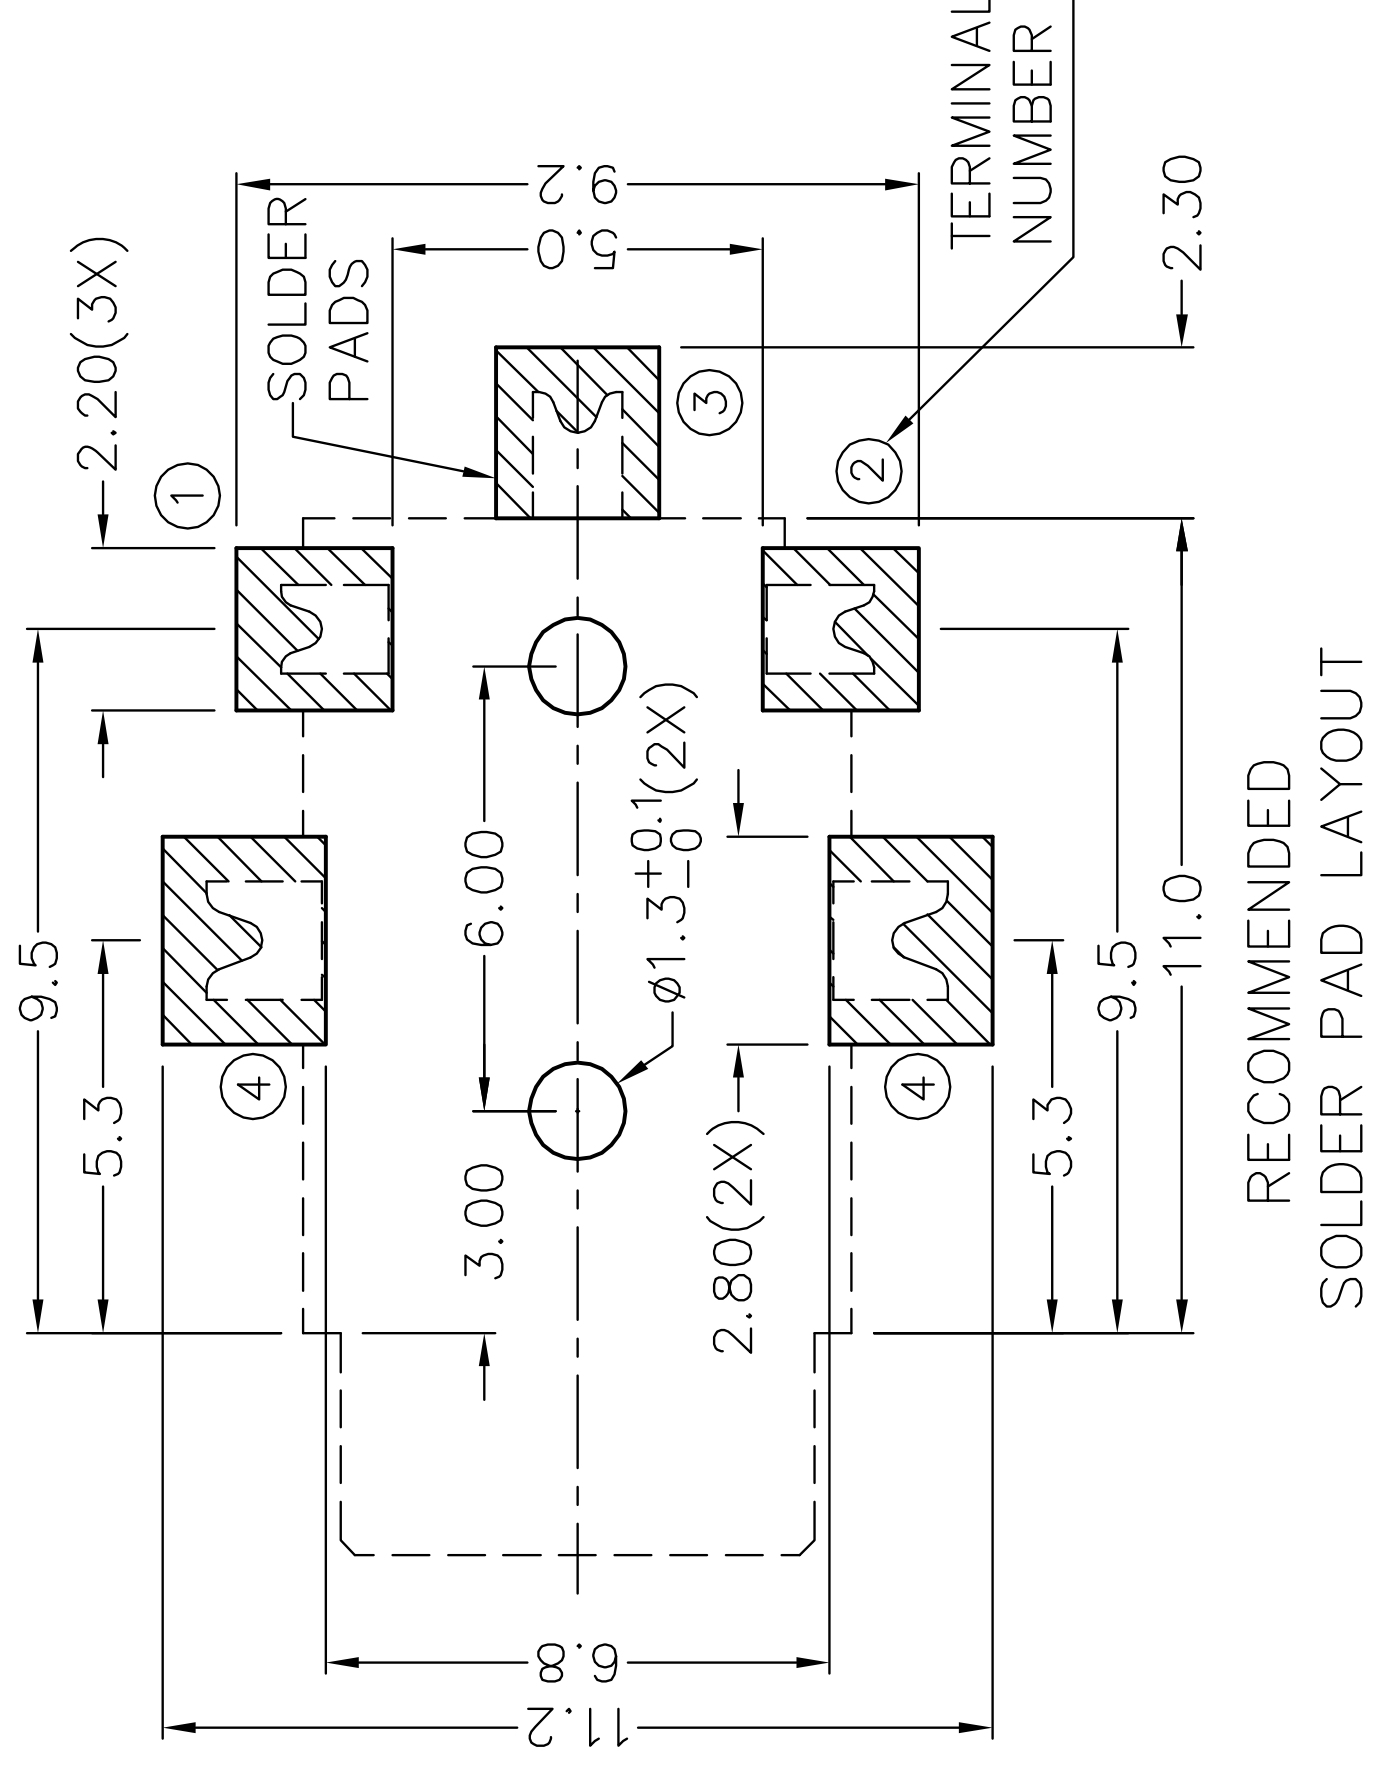 2.20(3X)
SOLDER
PADS
9.2
5.0
TERMINAL
NUMBER
2.30
1
2
3
4
4
9.5
5.3
6.00
3.00
ø1.3+0.1(2X)
-0
2.80(2X)
5.3
9.5
11.0
6.8
11.2
RECOMMENDED
SOLDER PAD LAYOUT